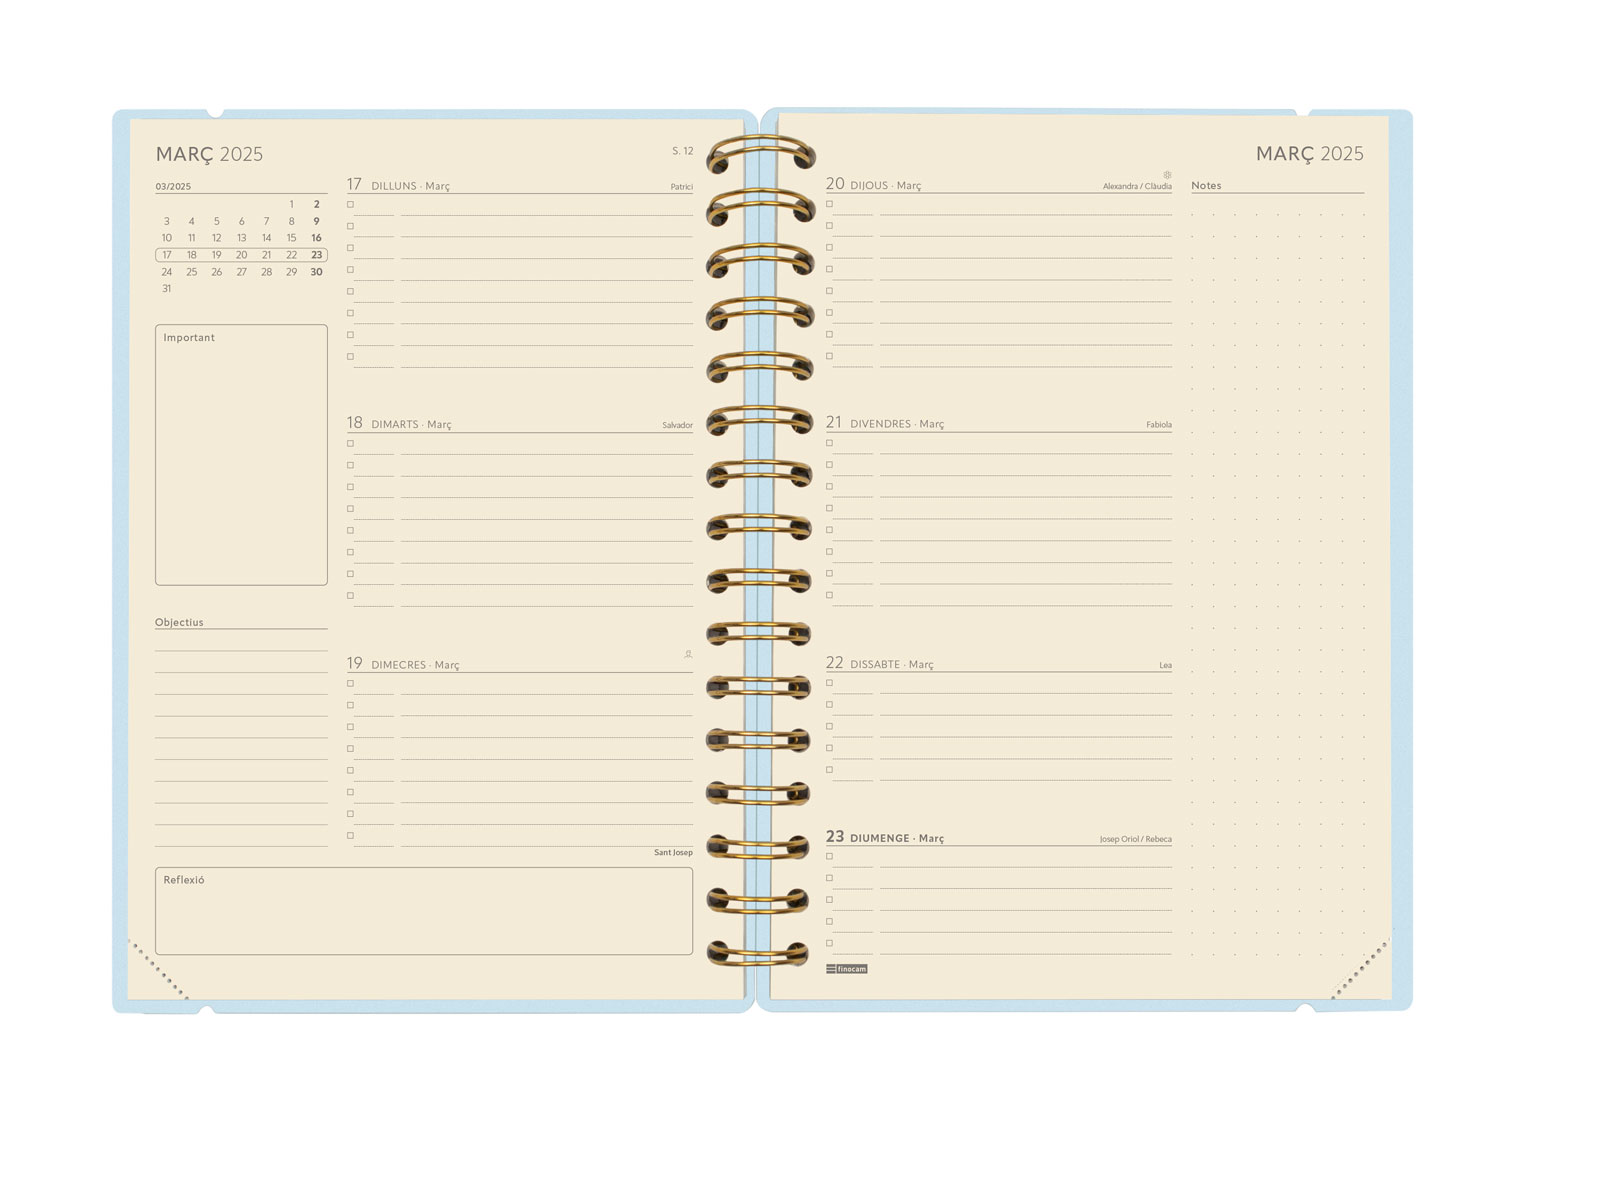 MARÇ 2025
S. 12
03/2025
1 2
3 4 5 6 7 8 9
10 11 12 13 14 15 16
17 18 19 20 21 22 23
24 25 26 27 28 29 30
31
Important
Objectius
17 DILLUNS · Març Patrici
18 DIMARTS · Març Salvador
19 DIMECRES · Març
Sant Josep
Reflexió
MARÇ 2025
20 DIJOUS · Març Alexandra / Clàudia
21 DIVENDRES · Març Fabiola
22 DISSABTE · Març Lea
23 DIUMENGE · Març Josep Oriol / Rebeca
finocam
Notes